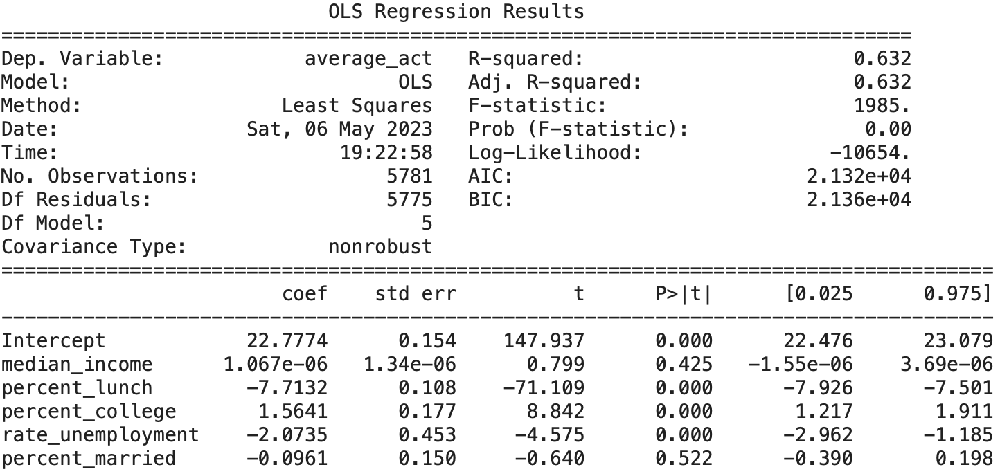 OLS Regression Results
==============================================================================
Dep. Variable: average_act R-squared: 0.632
Model: OLS Adj. R-squared: 0.632
Method: Least Squares F-statistic: 1985.
Date: Sat, 06 May 2023 Prob (F-statistic): 0.00
Time: 19:22:58 Log-Likelihood: -10654.
No. Observations: 5781 AIC: 2.132e+04
Df Residuals: 5775 BIC: 2.136e+04
Df Model: 5
Covariance Type: nonrobust
=====================================================================================
coef std err t P>|t| [0.025 0.975]
-------------------------------------------------------------------------------------
Intercept 22.7774 0.154 147.937 0.000 22.476 23.079
median_income 1.067e-06 1.34e-06 0.799 0.425 -1.55e-06 3.69e-06
percent_lunch -7.7132 0.108 -71.109 0.000 -7.926 -7.501
percent_college 1.5641 0.177 8.842 0.000 1.217 1.911
rate_unemployment -2.0735 0.453 -4.575 0.000 -2.962 -1.185
percent_married -0.0961 0.150 -0.640 0.522 -0.390 0.198